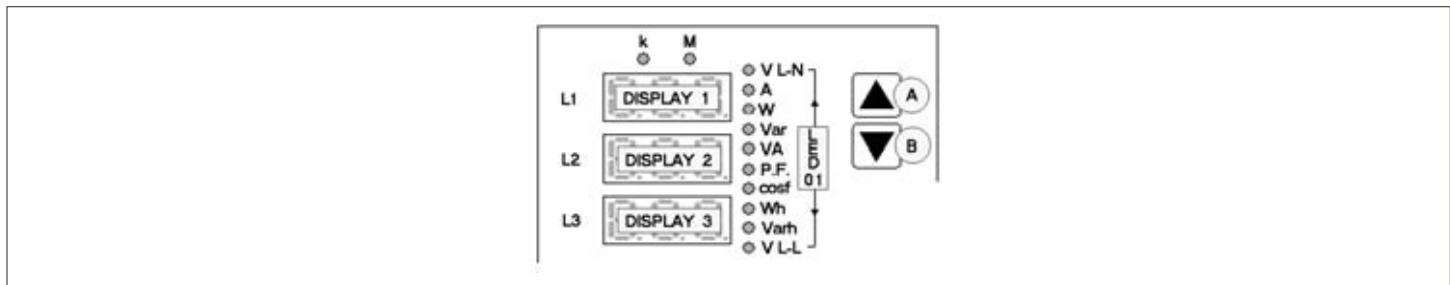 k M
L1 DISPLAY 1
L2 DISPLAY 2
L3 DISPLAY 3
V L-N
A
W
Var
VA
P.F.
cosf
Wh
Varh
V L-L
LED
01
A
B